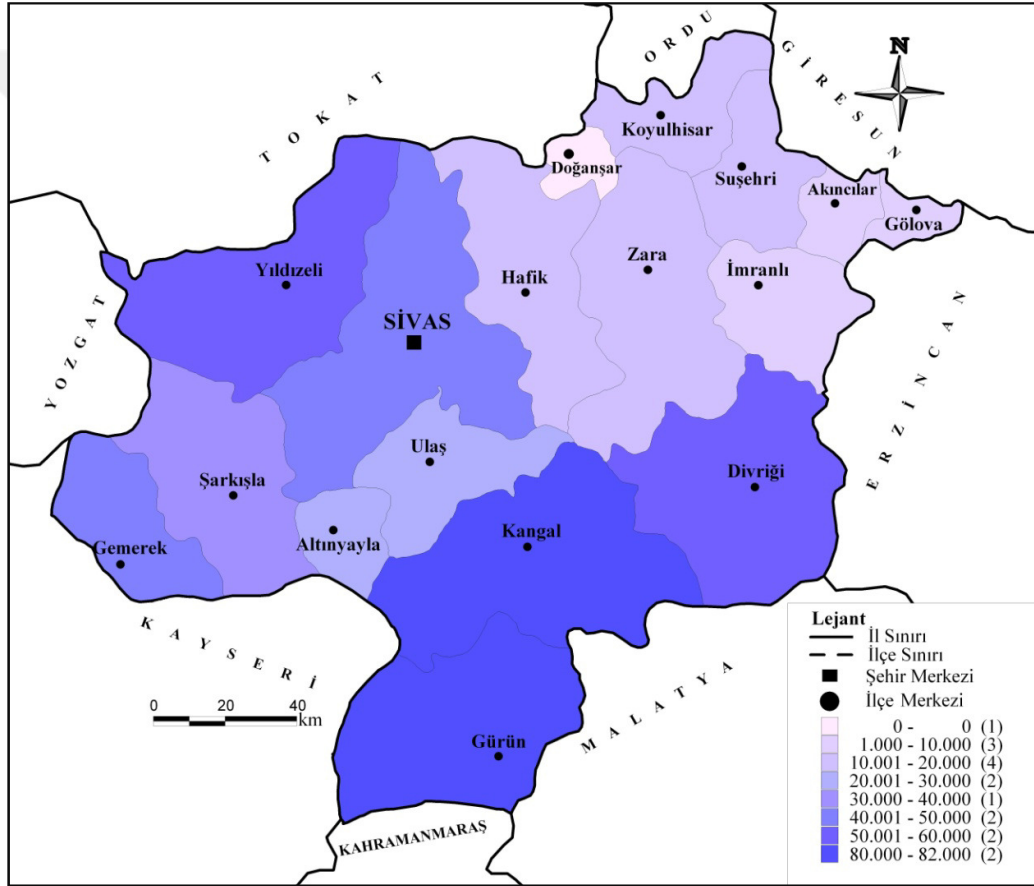 ORDU
GİRESUN
N
TOKAT
Koyulhisar
Doğanşar
Suşehri
Akıncılar
Gölova
Yıldızeli
Hafik
Zara
İmranlı
SİVAS
YOZGAT
ERZİNCAN
Ulaş
Divriği
Şarkışla
Kangal
Altınyayla
Gemerek
KAYSERİ
MALATYA
0 20 40
km
Gürün
KAHRAMANMARAŞ
Lejant
İl Sınırı
İlçe Sınırı
Şehir Merkezi
İlçe Merkezi
0 - 0 (1)
1.000 - 10.000 (3)
10.001 - 20.000 (4)
20.001 - 30.000 (2)
30.000 - 40.000 (1)
40.001 - 50.000 (2)
50.001 - 60.000 (2)
80.000 - 82.000 (2)